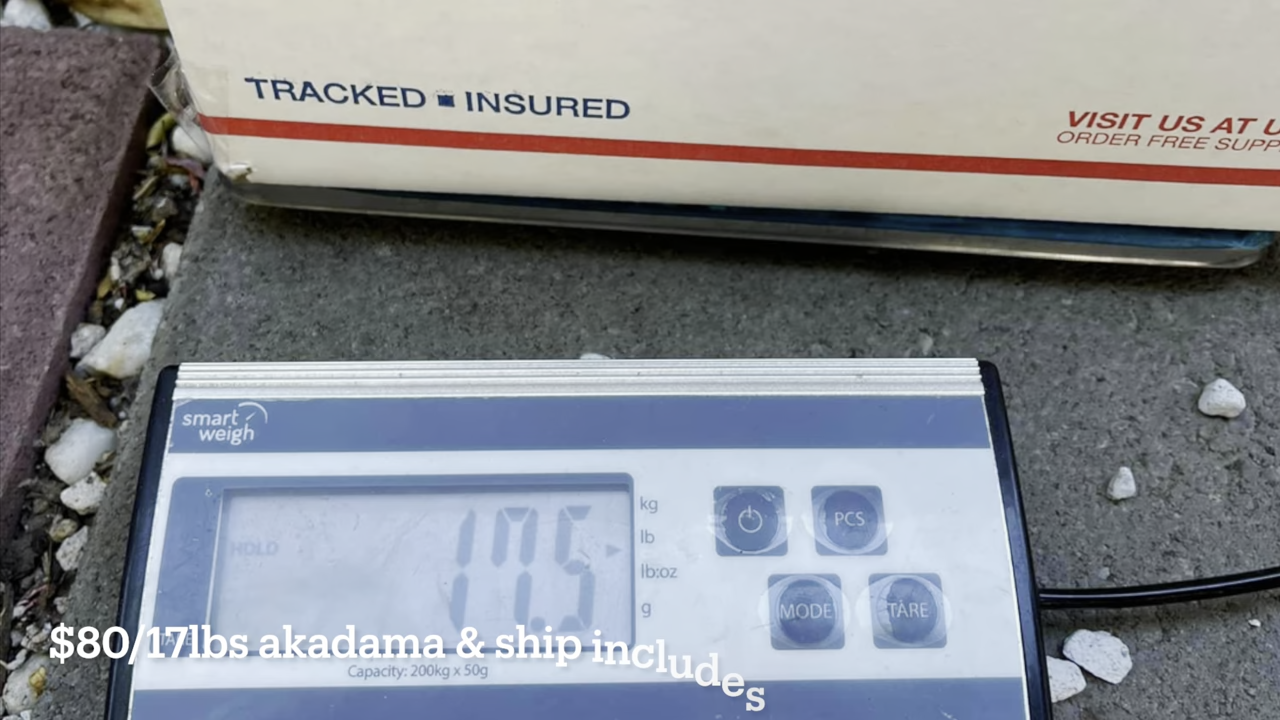 TRACKED ■ INSURED
VISIT US AT U
ORDER FREE SUPP
smart
weigh
kg
lb
lb:oz
g
HOLD
17.5
PCS
MODE
TARE
$80/17lbs akadama & ship includes
Capacity: 200kg x 50g